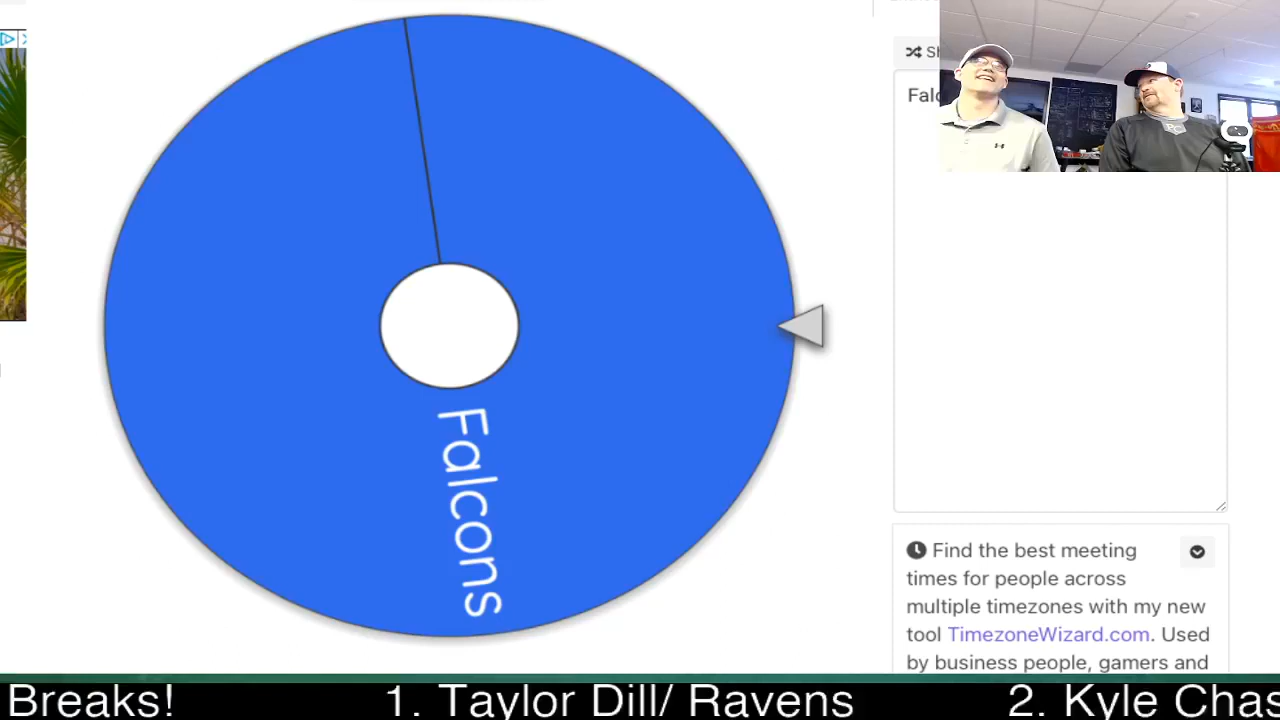 Falcons
Find the best meeting
times for people across
multiple timezones with my new
tool TimezoneWizard.com. Used
by business people, gamers and
Breaks! 1. Taylor Dill/ Ravens 2. Kyle Chas